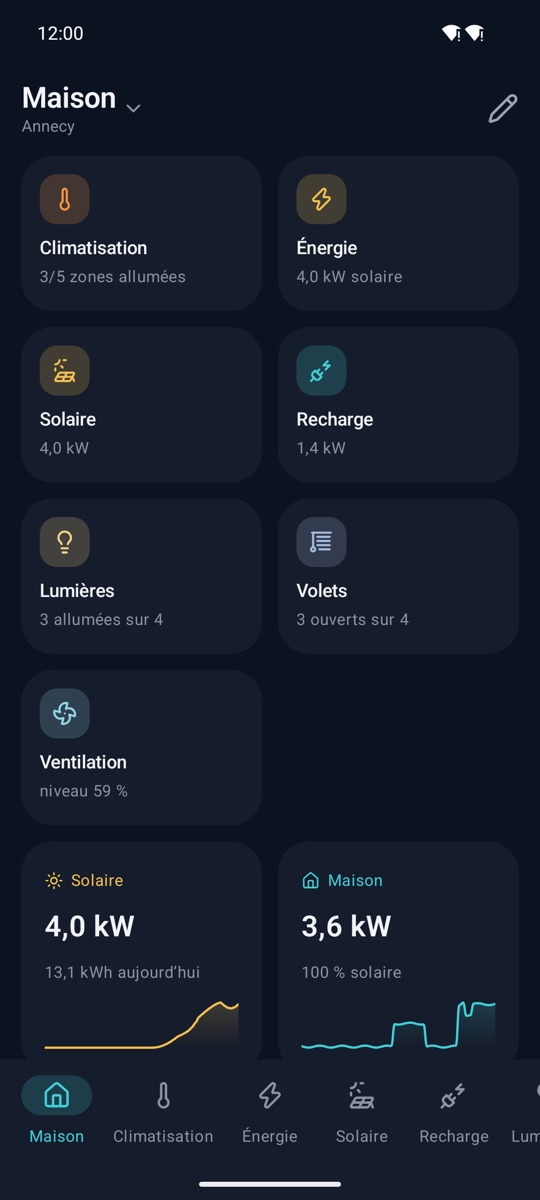 12:00
Maison
Annecy
Climatisation
3/5 zones allumées
Énergie
4,0 kW solaire
Solaire
4,0 kW
Recharge
1,4 kW
Lumières
3 allumées sur 4
Volets
3 ouverts sur 4
Ventilation
niveau 59 %
Solaire
4,0 kW
13,1 kWh aujourd'hui
Maison
3,6 kW
100 % solaire
Maison
Climatisation
Énergie
Solaire
Recharge
Lum